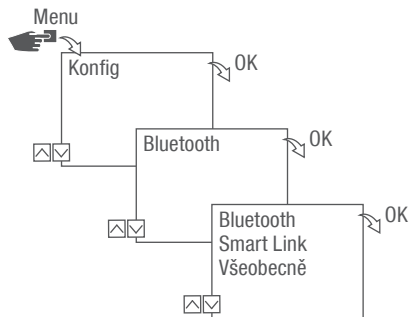 Menu
Konfig
OK
Bluetooth
OK
Bluetooth
Smart Link
Všeobecně
OK